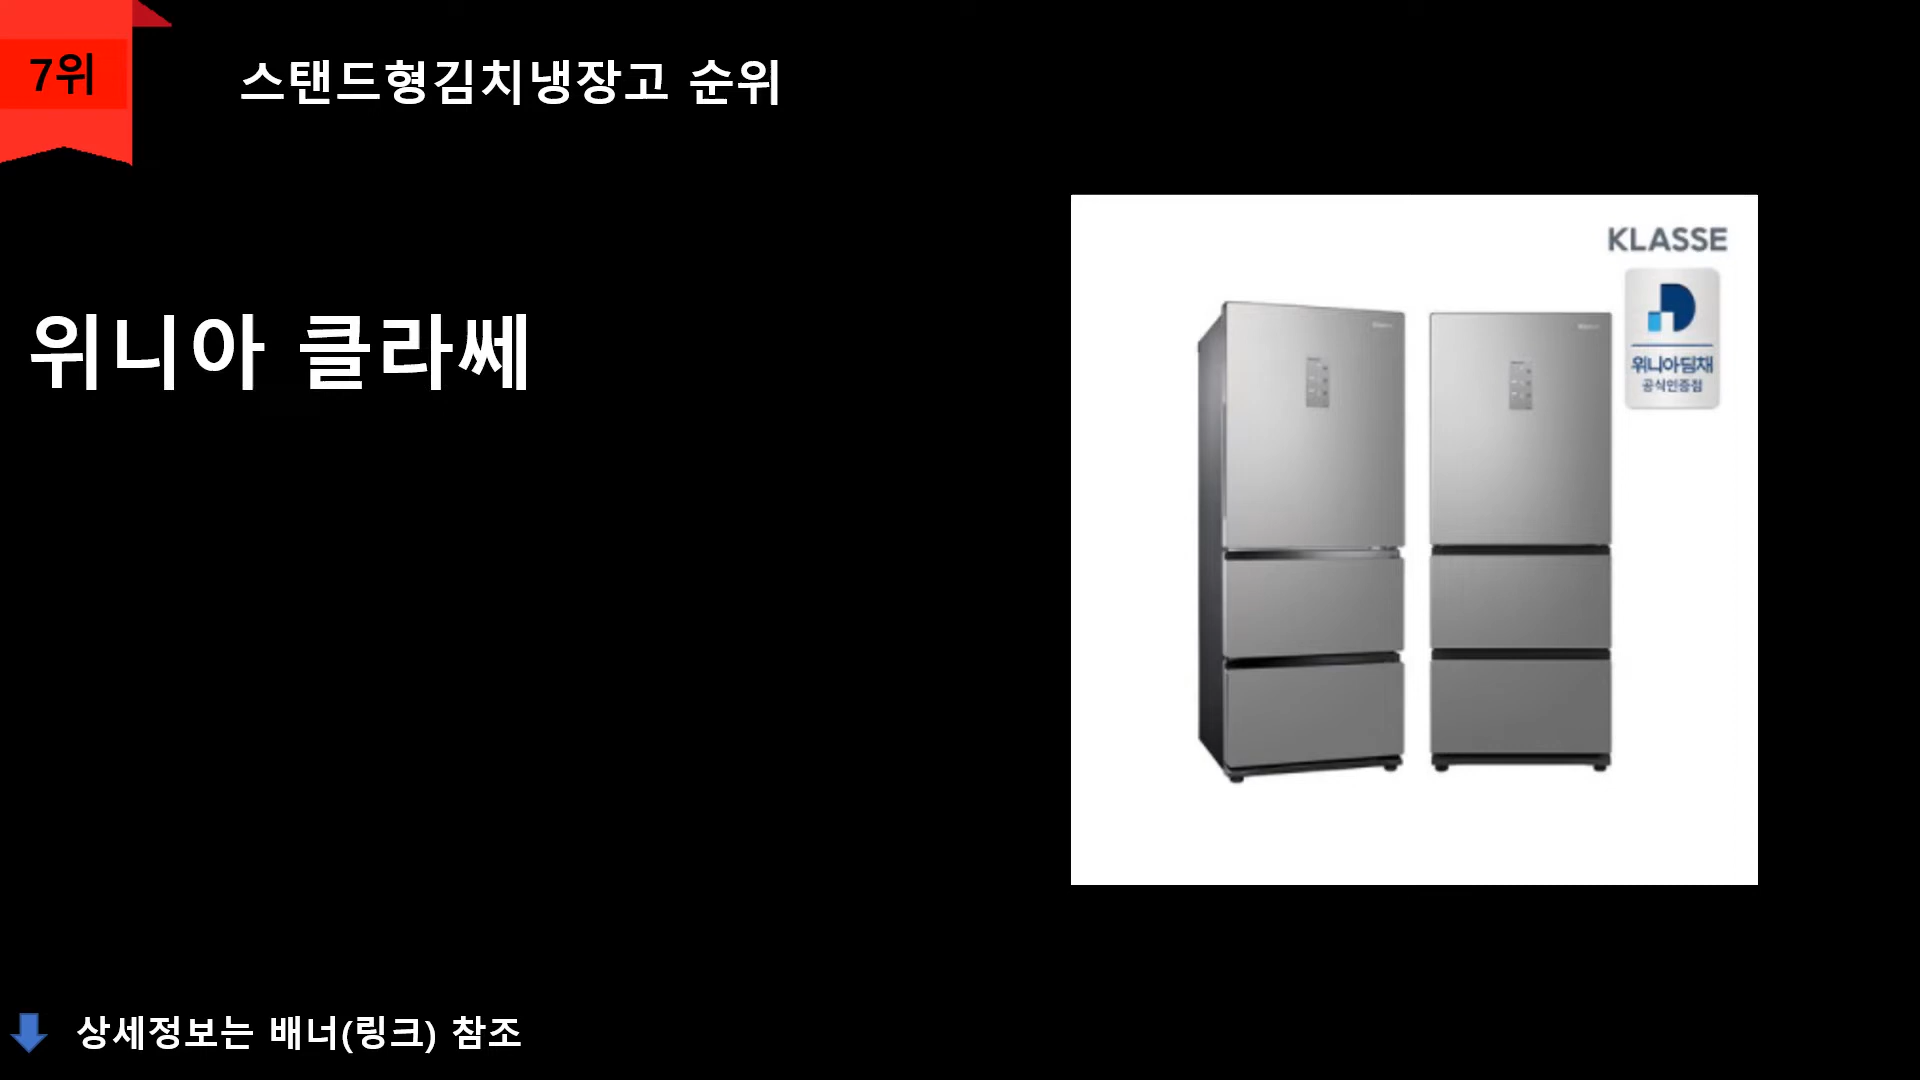 7위
스탠드형김치냉장고 순위
위니아 클라쎄
KLASSE
위니아딤채
공식인증점
상세정보는 배너(링크) 참조